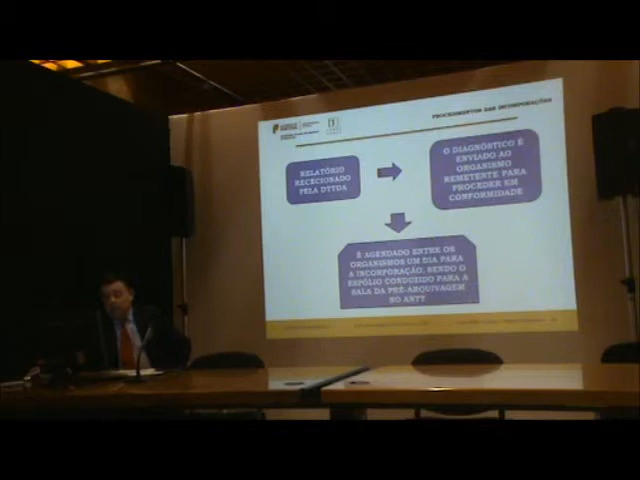 PROCEDIMENTOS DAS INCORPORAÇÕES
RELATÓRIO
RECECIONADO
PELA DTTDA
O DIAGNÓSTICO É
ENVIADO AO
ORGANISMO
REMETENTE PARA
PROCEDER EM
CONFORMIDADE
É AGENDADO ENTRE OS
ORGANISMOS UM DIA PARA
A INCORPORAÇÃO, SENDO O
ESPÓLIO CONDUZIDO PARA A
SALA DA PRÉ-ARQUIVAGEM
NO ANTT